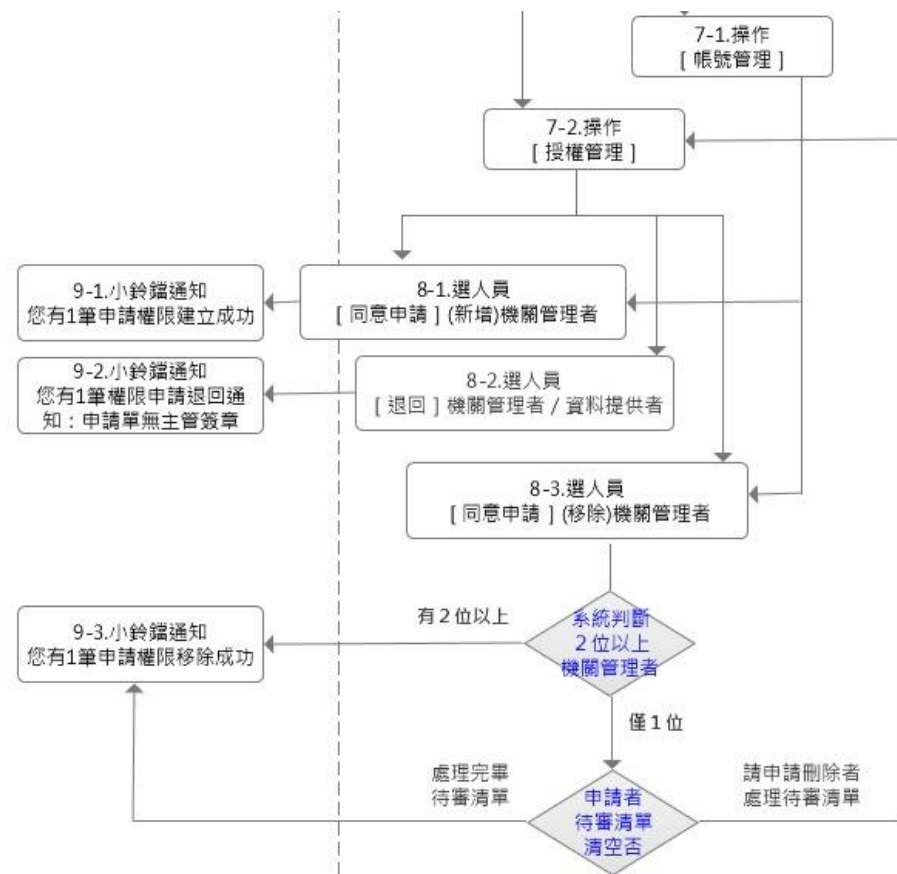 7-1.操作
[ 帳號管理 ]
7-2.操作
[ 授權管理 ]
9-1.小鈴鐺通知
您有1筆申請權限建立成功
8-1.選人員
[ 同意申請 ] (新增)機關管理者
9-2.小鈴鐺通知
您有1筆權限申請退回通
知：申請單無主管簽章
8-2.選人員
[ 退回 ] 機關管理者 / 資料提供者
8-3.選人員
[ 同意申請 ] (移除)機關管理者
9-3.小鈴鐺通知
您有1筆申請權限移除成功
有２位以上
系統判斷
２位以上
機關管理者
僅１位
處理完畢
待審清單
申請者
待審清單
清空否
請申請刪除者
處理待審清單